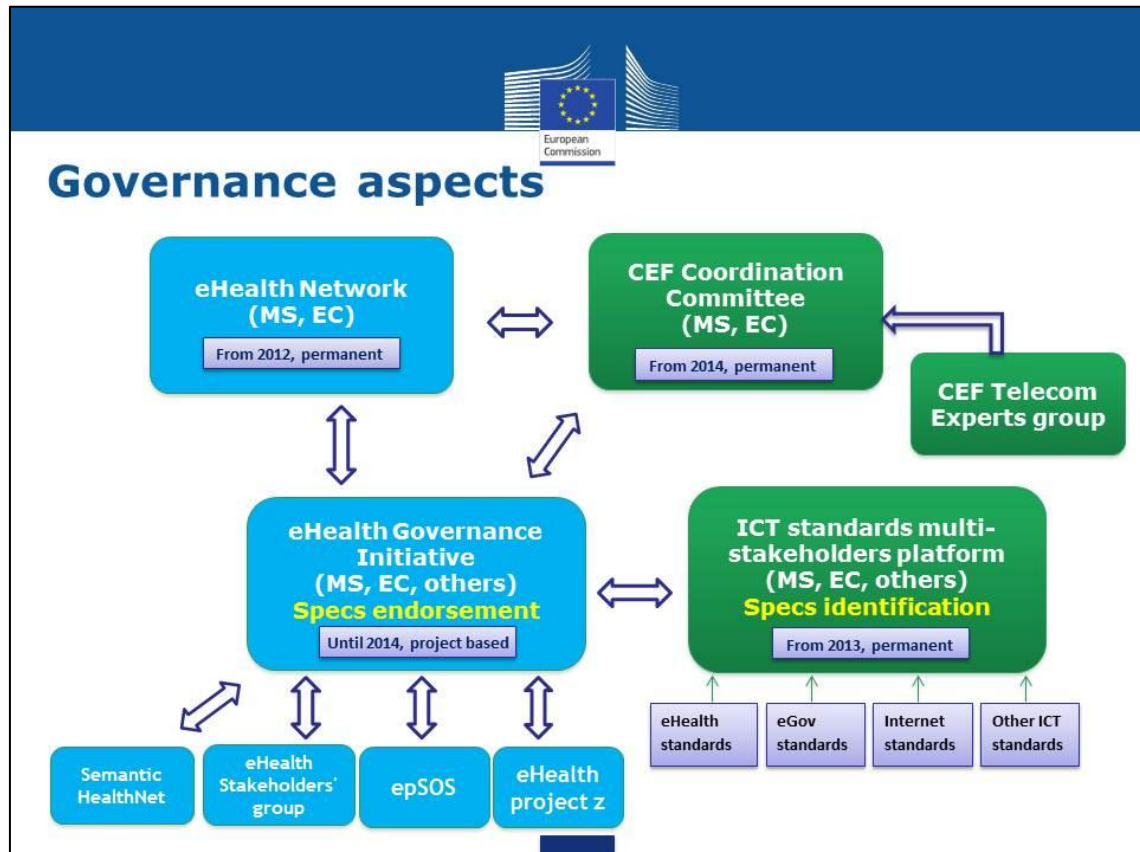 European
Commission
Governance aspects
eHealth Network
(MS, EC)
From 2012, permanent
CEF Coordination
Committee
(MS, EC)
From 2014, permanent
CEF Telecom
Experts group
eHealth Governance
Initiative
(MS, EC, others)
Specs endorsement
Until 2014, project based
ICT standards multi-
stakeholders platform
(MS, EC, others)
Specs identification
From 2013, permanent
Semantic
HealthNet
eHealth
Stakeholders'
group
epSOS
eHealth
project z
eHealth
standards
eGov
standards
Internet
standards
Other ICT
standards